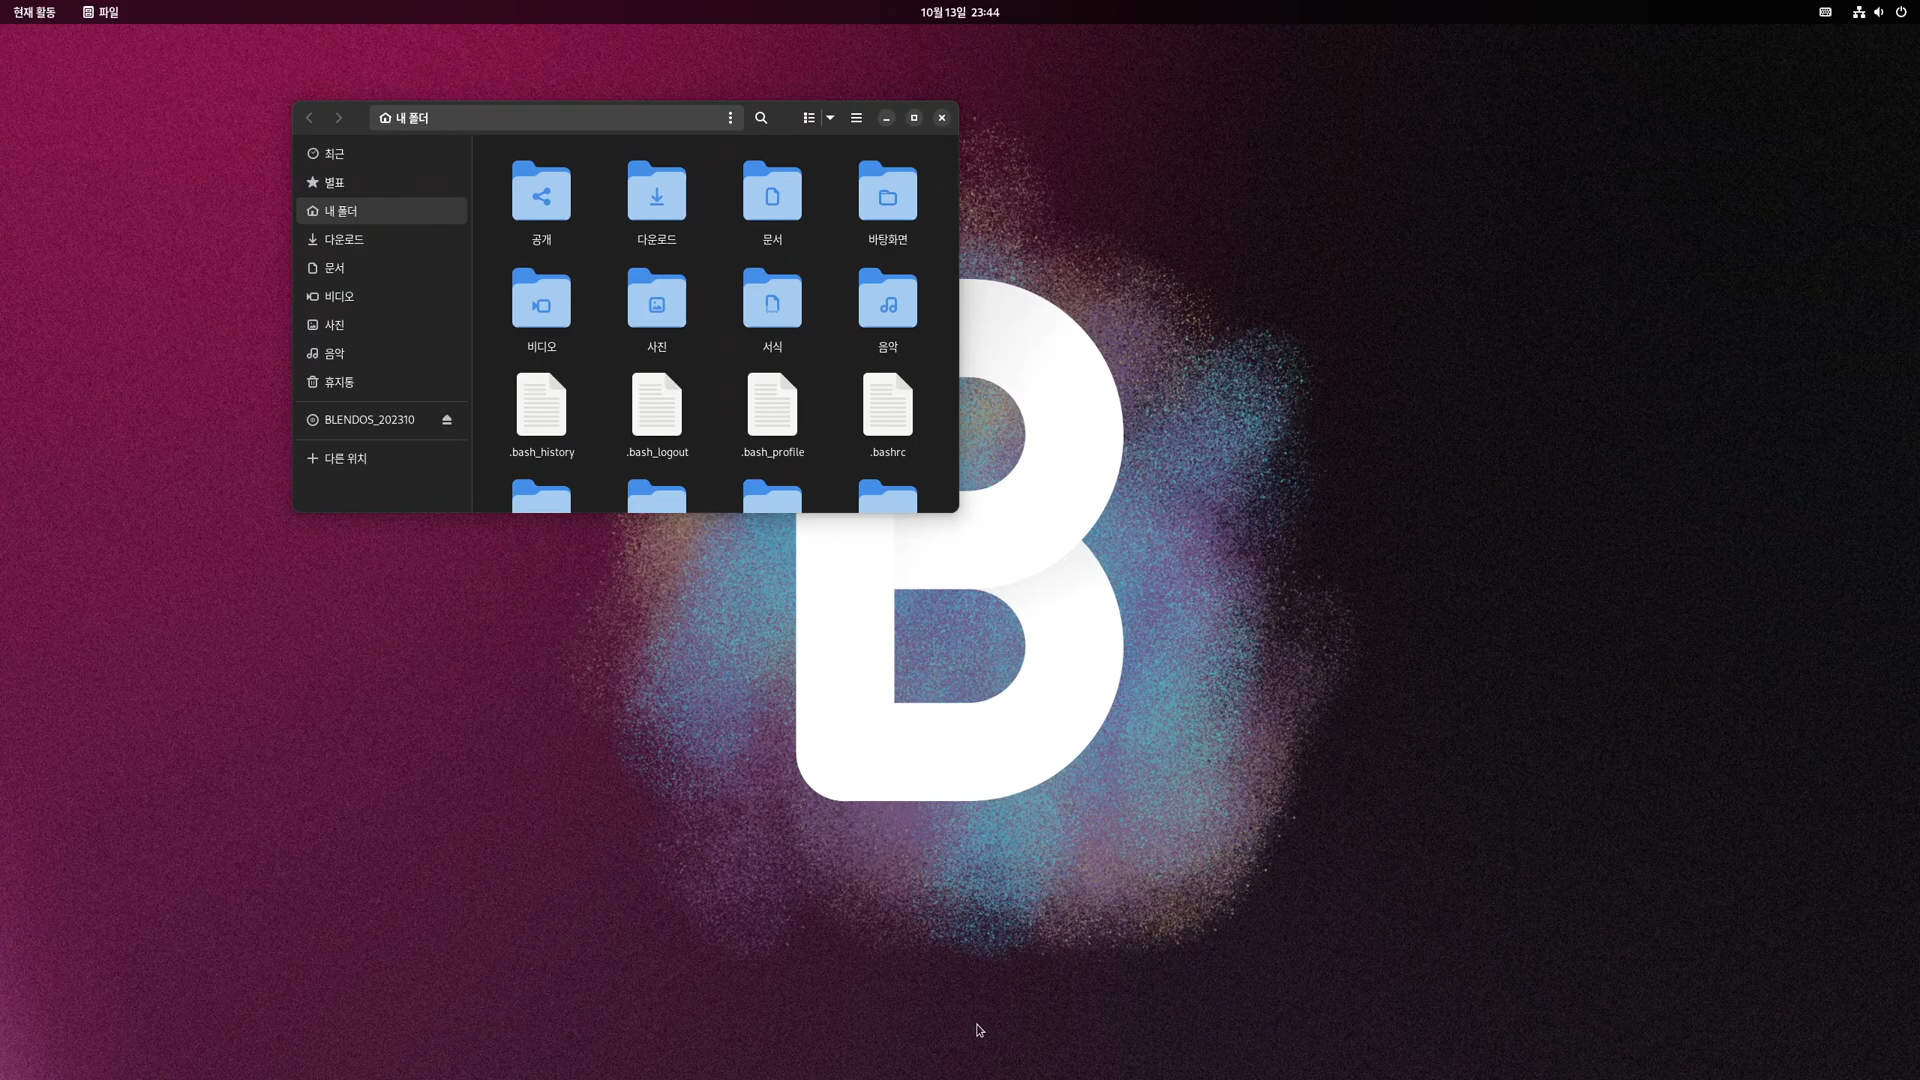 현재 활동 파일 10월 13일 23:44
내 폴더
최근
별표
내 폴더
다운로드
문서
비디오
사진
음악
휴지통
BLENDOS_202310
다른 위치
공개 다운로드 문서 바탕화면
비디오 사진 서식 음악
.bash_history .bash_logout .bash_profile .bashrc
B